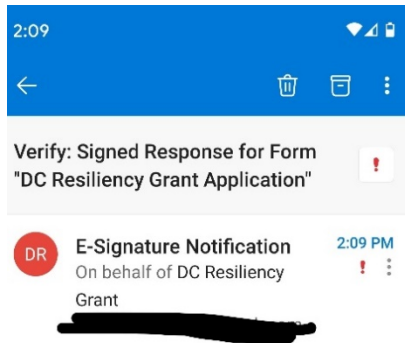 2:09
Verify: Signed Response for Form
"DC Resiliency Grant Application"
DR
E-Signature Notification
2:09 PM
On behalf of DC Resiliency
Grant